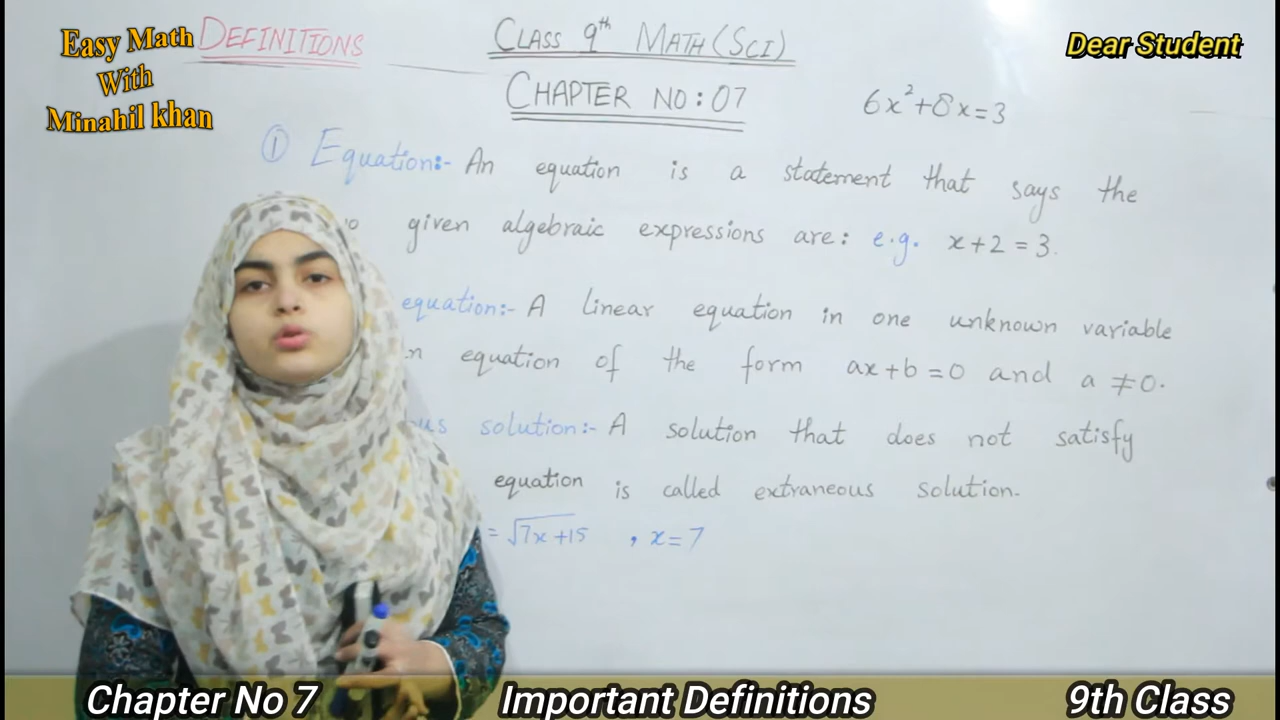 Easy Math
With
Minahil khan
Dear Student
DEFINITIONS
CLASS 9th MATH (SCI)
CHAPTER NO: 07
6x²+8x=3
① Equation:- An equation is a statement that says the
given algebraic expressions are: e.g. x+2=3.
equation:- A linear equation in one unknown variable
equation of the form ax+b=0 and a≠0.
solution:- A solution that does not satisfy
equation is called extraneous solution.
= √7x+15 , x=7
Chapter No 7
Important Definitions
9th Class